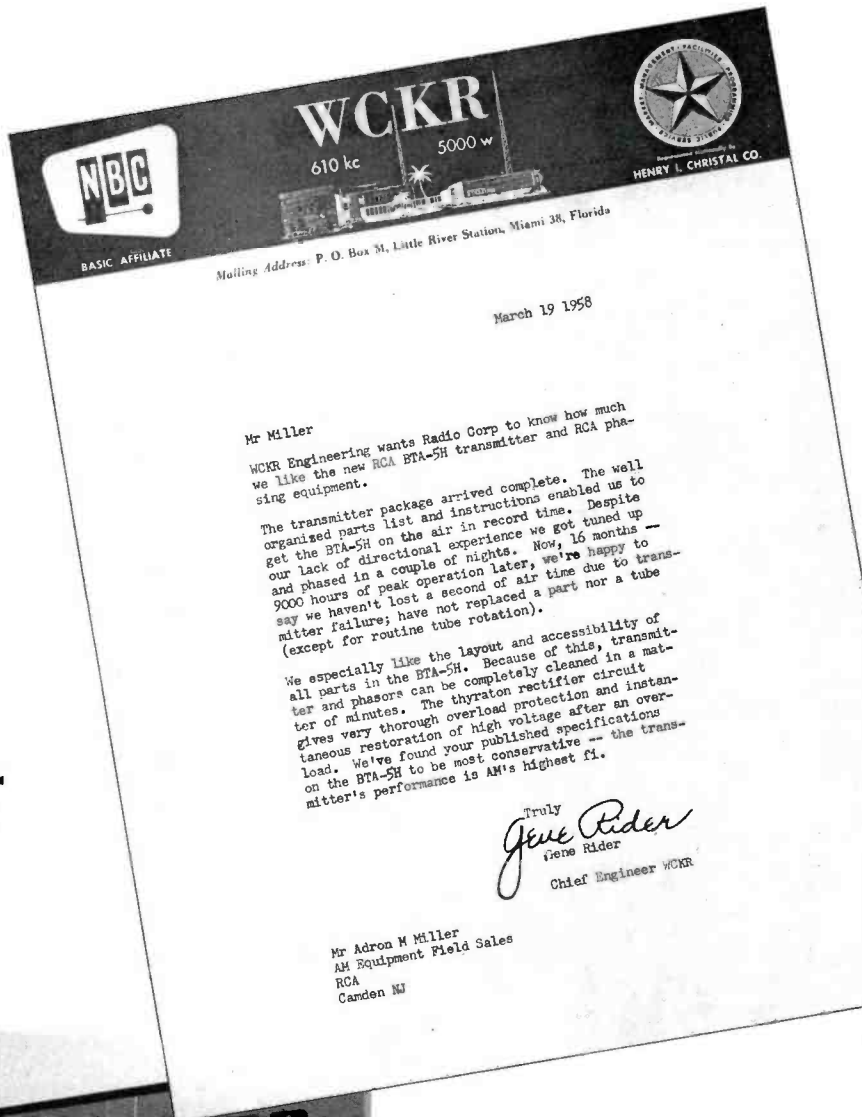 NBC
BASIC AFFILIATE
WCKR
610 kc
5000 w
MANAGEMENT • FACILITIES • PROGRAMMING • PUBLIC SERVICE • MARKET
HENRY I. CHRISTAL CO.
Mailing Address: P. O. Box M, Little River Station, Miami 38, Florida
March 19 1958
Mr Miller
WCKR Engineering wants Radio Corp to know how much
we like the new RCA BTA-5H transmitter and RCA pha-
sing equipment.
The transmitter package arrived complete. The well
organized parts list and instructions enabled us to
get the BTA-5H on the air in record time. Despite
our lack of directional experience we got tuned up
and phased in a couple of nights. Now, 16 months --
9000 hours of peak operation later, we're happy to
say we haven't lost a second of air time due to trans-
mitter failure; have not replaced a part nor a tube
(except for routine tube rotation).
We especially like the layout and accessibility of
all parts in the BTA-5H. Because of this, transmit-
ter and phasors can be completely cleaned in a mat-
ter of minutes. The thyraton rectifier circuit
gives very thorough overload protection and instan-
taneous restoration of high voltage after an over-
load. We've found your published specifications
on the BTA-5H to be most conservative -- the trans-
mitter's performance is AM's highest fi.
Truly
Gene Rider
Gene Rider
Chief Engineer WCKR
Mr Adron M Miller
AM Equipment Field Sales
RCA
Camden NJ